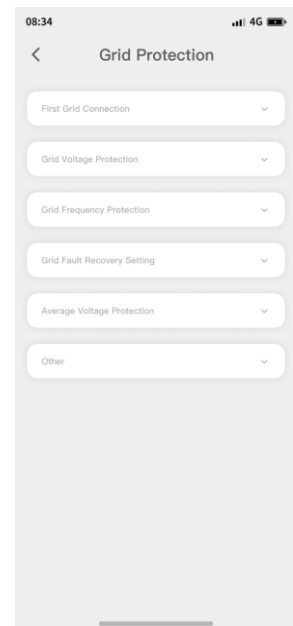 08:34
4G
Grid Protection
First Grid Connection
Grid Voltage Protection
Grid Frequency Protection
Grid Fault Recovery Setting
Average Voltage Protection
Other